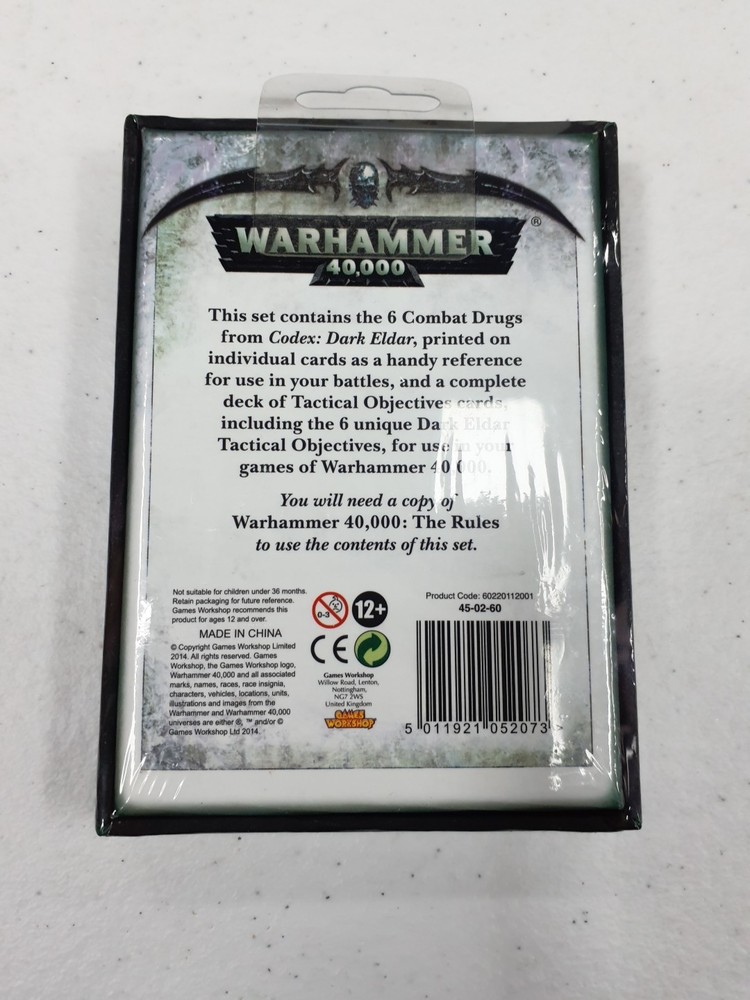 WARHAMMER ®
40,000
This set contains the 6 Combat Drugs
from Codex: Dark Eldar, printed on
individual cards as a handy reference
for use in your battles, and a complete
deck of Tactical Objectives cards,
including the 6 unique Dark Eldar
Tactical Objectives, for use in your
games of Warhammer 40,000.
You will need a copy of
Warhammer 40,000: The Rules
to use the contents of this set.
Not suitable for children under 36 months.
Retain packaging for future reference.
Games Workshop recommends this
product for ages 12 and over.
MADE IN CHINA
© Copyright Games Workshop Limited
2014. All rights reserved. Games
Workshop, the Games Workshop logo,
Warhammer 40,000 and all associated
marks, names, races, race insignia,
characters, vehicles, locations, units,
illustrations and images from the
Warhammer and Warhammer 40,000
universes are either ®, ™ and/or ©
Games Workshop Ltd 2014.
0-3
12+
CE
Games Workshop
Willow Road, Lenton,
Nottingham,
NG7 2WS
United Kingdom
GAMES
WORKSHOP
Product Code: 60220112001
45-02-60
5 011921 052073 >